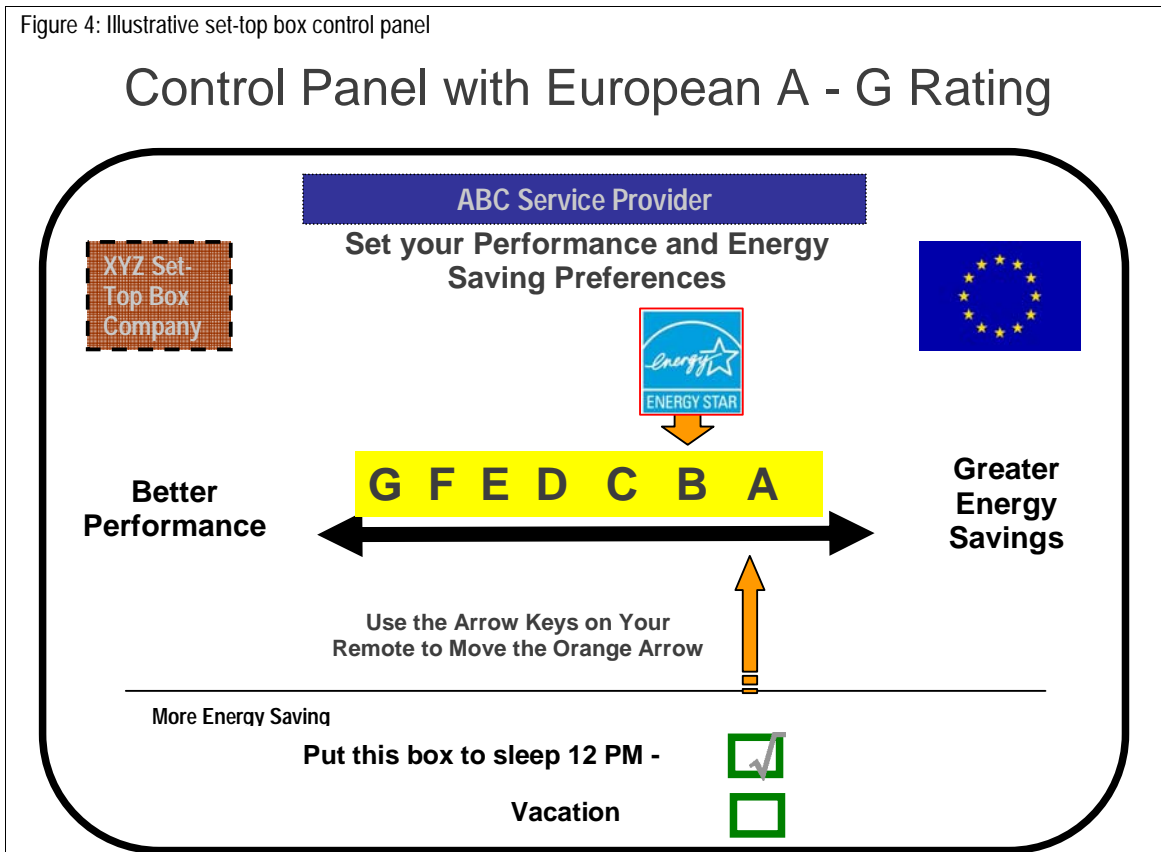 Figure 4: Illustrative set-top box control panel
Control Panel with European A - G Rating
ABC Service Provider
Set your Performance and Energy
Saving Preferences
XYZ Set-
Top Box
Company
energy
ENERGY STAR
G F E D C B A
Better
Performance
Greater
Energy
Savings
Use the Arrow Keys on Your
Remote to Move the Orange Arrow
More Energy Saving
Put this box to sleep 12 PM -
Vacation